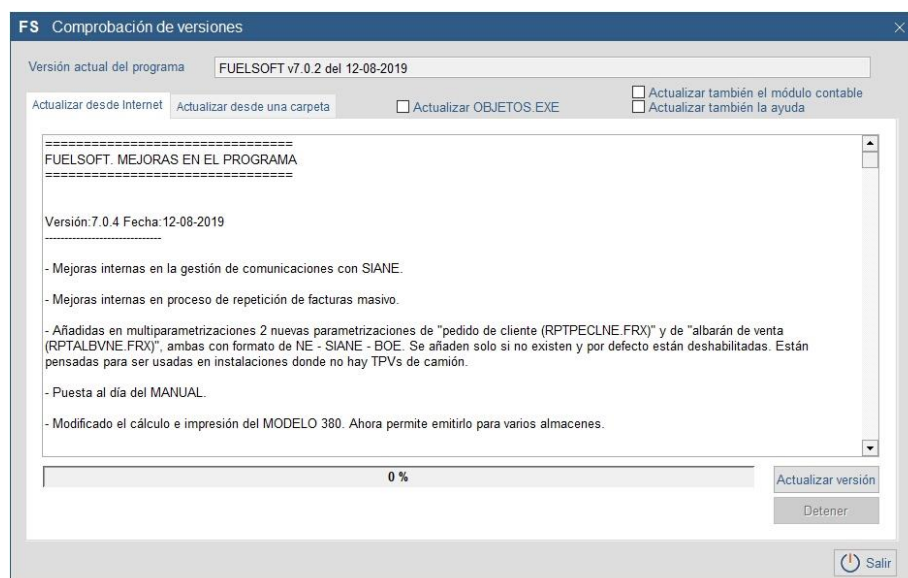 FS Comprobación de versiones
Versión actual del programa FUELSOFT v7.0.2 del 12-08-2019
Actualizar desde Internet Actualizar desde una carpeta Actualizar OBJETOS.EXE Actualizar también el módulo contable
Actualizar también la ayuda
================================
FUELSOFT. MEJORAS EN EL PROGRAMA
================================
Versión:7.0.4 Fecha:12-08-2019
-----------------------------
- Mejoras internas en la gestión de comunicaciones con SIANE.
- Mejoras internas en proceso de repetición de facturas masivo.
- Añadidas en multiparametrizaciones 2 nuevas parametrizaciones de "pedido de cliente (RPTPECLNE.FRX)" y de "albarán de venta
(RPTALBVNE.FRX)", ambas con formato de NE - SIANE - BOE. Se añaden solo si no existen y por defecto están deshabilitadas. Están
pensadas para ser usadas en instalaciones donde no hay TPVs de camión.
- Puesta al día del MANUAL.
- Modificado el cálculo e impresión del MODELO 380. Ahora permite emitirlo para varios almacenes.
0 %
Actualizar versión
Detener
Salir